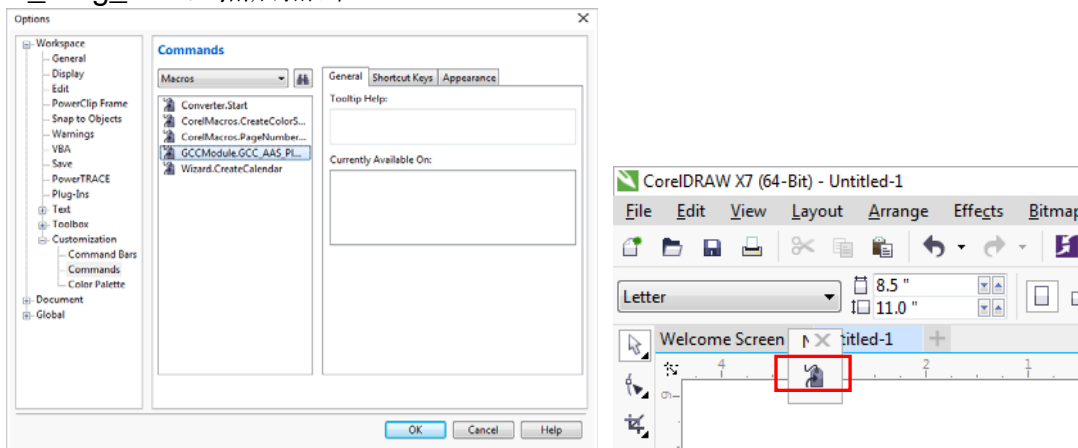 Options
Workspace
General
Display
Edit
PowerClip Frame
Snap to Objects
Warnings
VBA
Save
PowerTRACE
Plug-Ins
Text
Toolbox
Customization
Command Bars
Commands
Color Palette
Document
Global
Commands
Macros
Converter.Start
CorelMacros.CreateColorS...
CorelMacros.PageNumber...
GCCModule.GCC_AAS_Pl...
Wizard.CreateCalendar
General Shortcut Keys Appearance
Tooltip Help:
Currently Available On:
OK Cancel Help
CorelDRAW X7 (64-Bit) - Untitled-1
File Edit View Layout Arrange Effects Bitmap
Letter
8.5 "
11.0 "
Welcome Screen titled-1
4 2 1